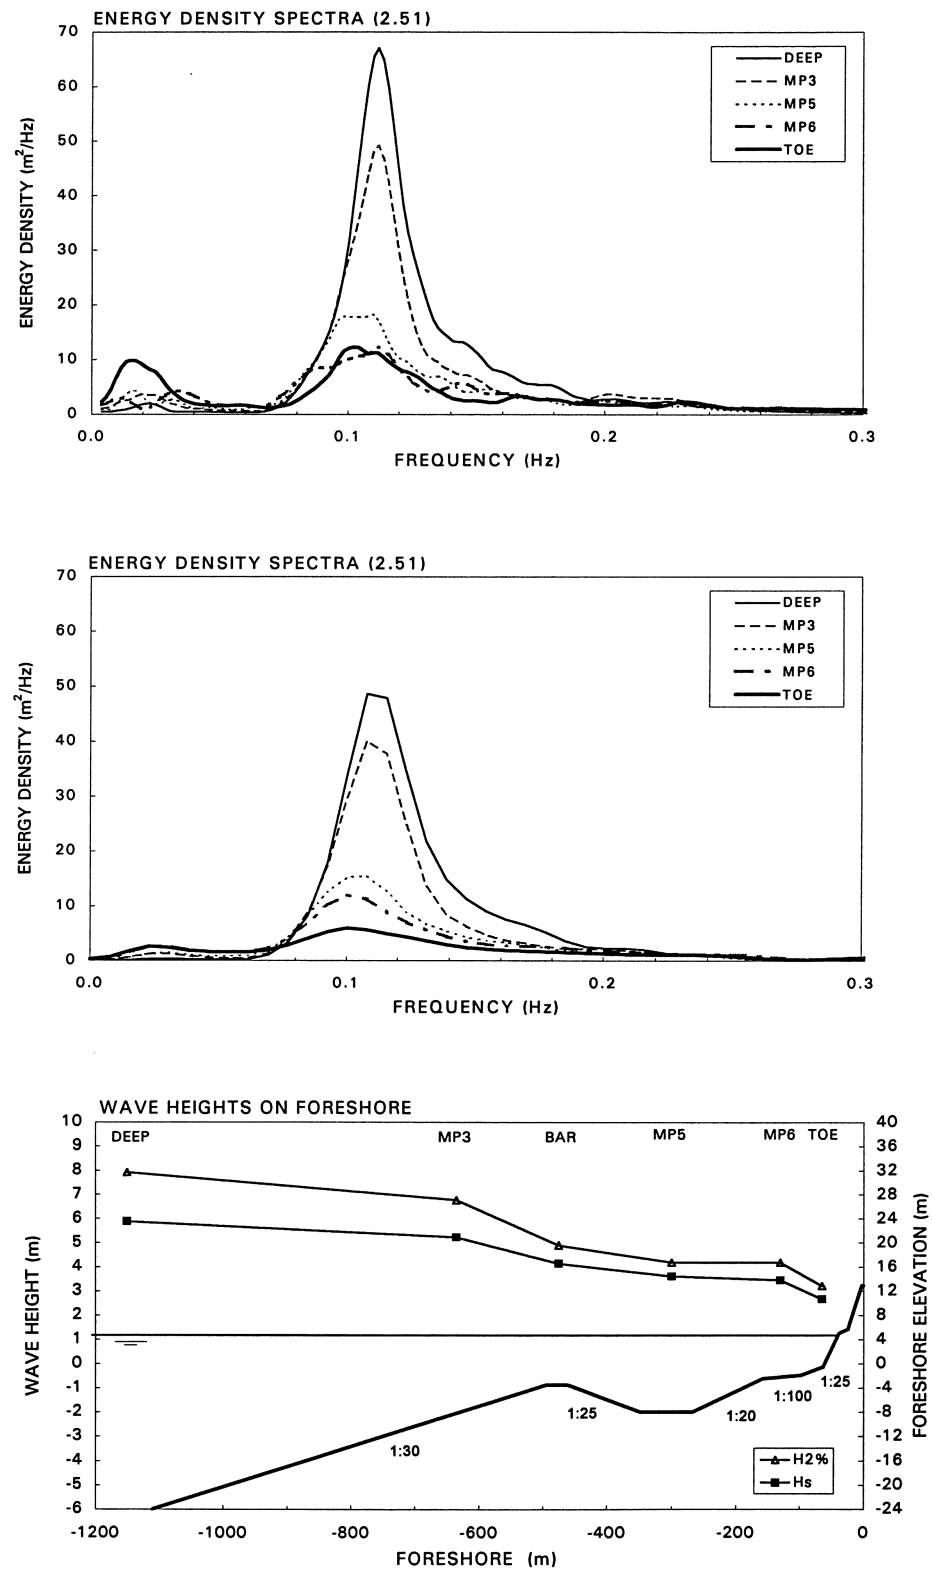 ENERGY DENSITY SPECTRA (2.51)
70
60
50
40
30
20
10
0
ENERGY DENSITY (m²/Hz)
DEEP
MP3
MP5
MP6
TOE
0.0 0.1 0.2 0.3
FREQUENCY (Hz)
ENERGY DENSITY SPECTRA (2.51)
70
60
50
40
30
20
10
0
ENERGY DENSITY (m²/Hz)
DEEP
MP3
MP5
MP6
TOE
0.0 0.1 0.2 0.3
FREQUENCY (Hz)
WAVE HEIGHTS ON FORESHORE
DEEP MP3 BAR MP5 MP6 TOE
10 40
9 36
8 32
7 28
6 24
5 20
4 16
3 12
2 8
1 4
0 0
-1 -4
-2 -8
-3 -12
-4 -16
-5 -20
-6 -24
WAVE HEIGHT (m)
FORESHORE ELEVATION (m)
1:30
1:25
1:20
1:100
1:25
H2%
Hs
-1200 -1000 -800 -600 -400 -200 0
FORESHORE (m)